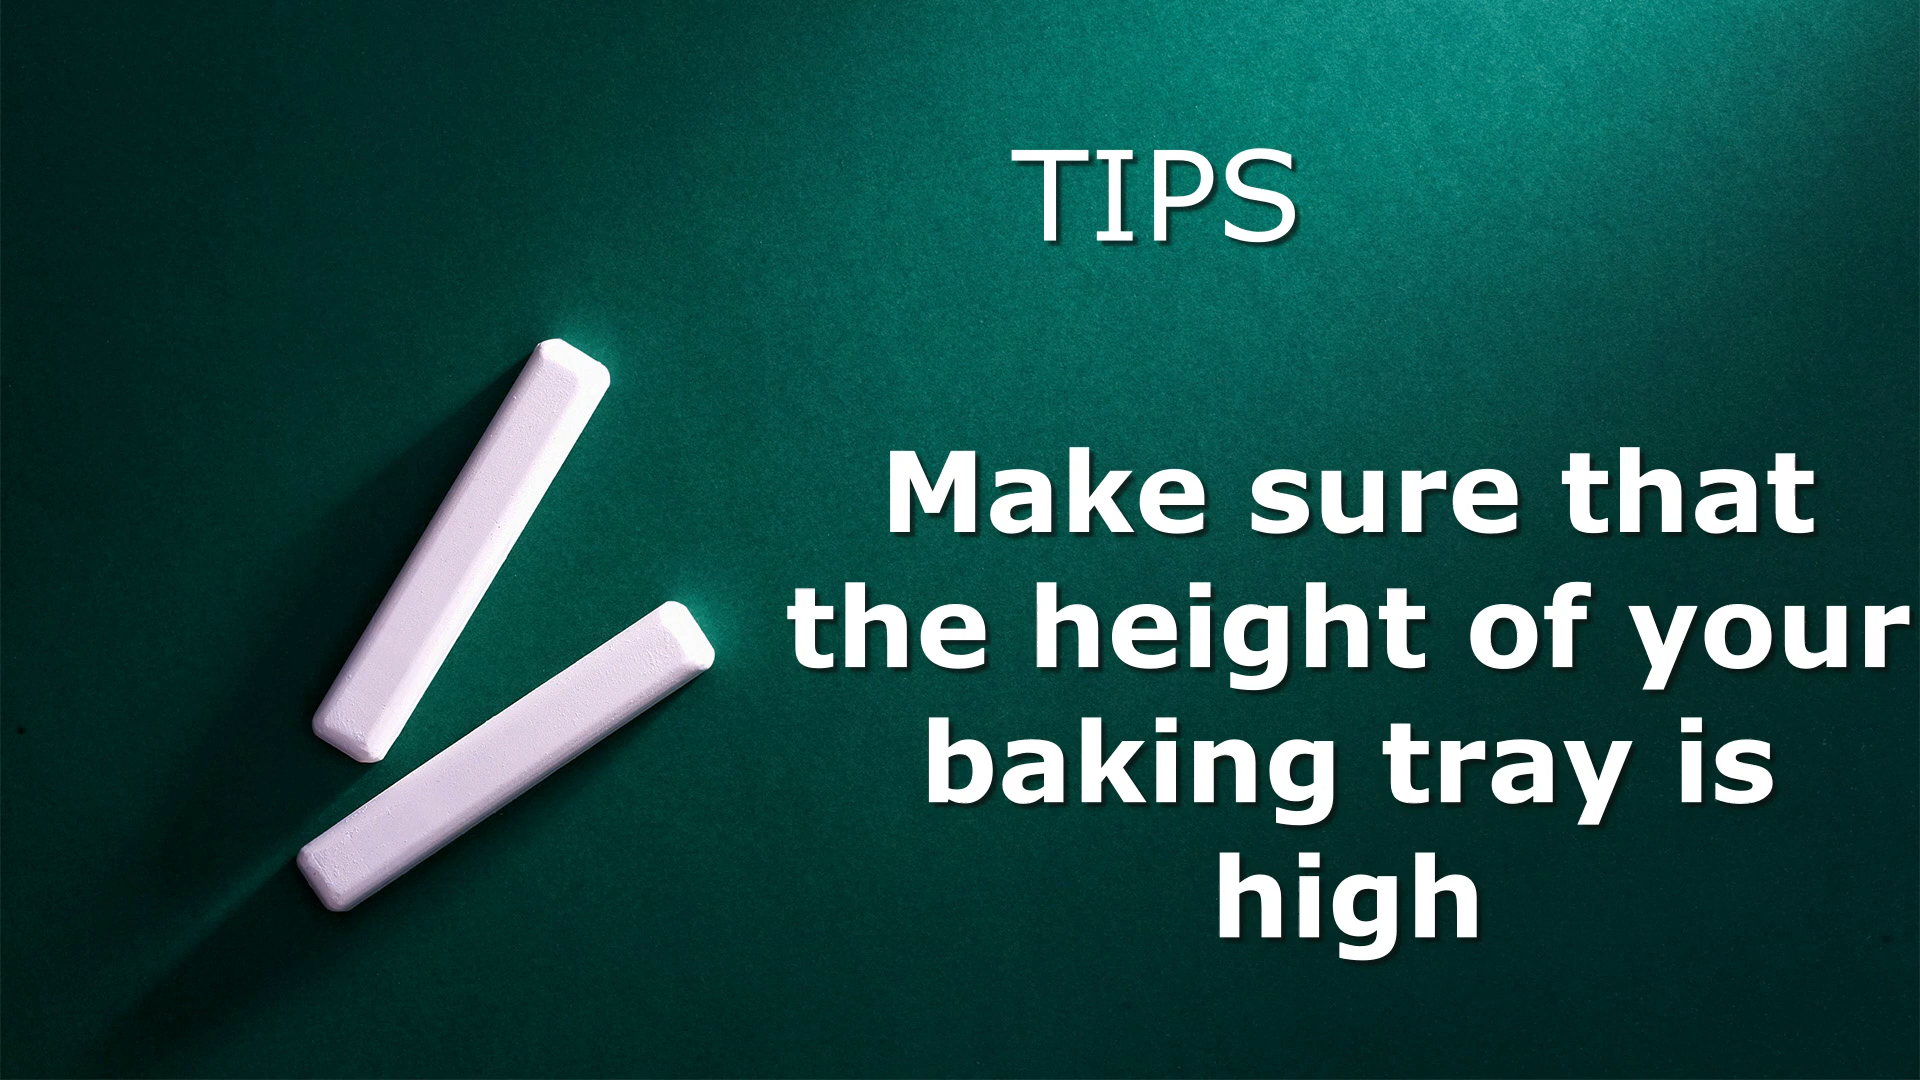 TIPS
Make sure that
the height of your
baking tray is
high